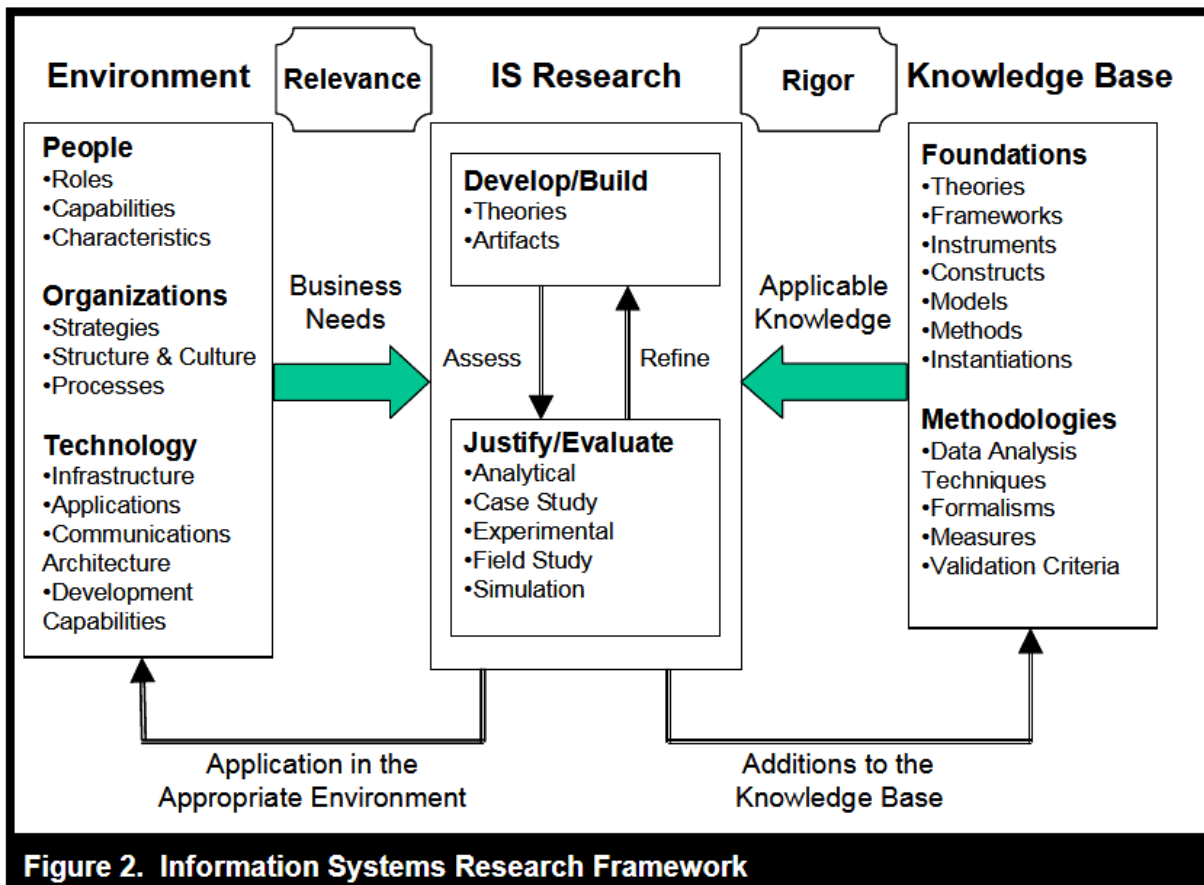 Environment
Relevance
IS Research
Rigor
Knowledge Base
People
•Roles
•Capabilities
•Characteristics
Organizations
•Strategies
•Structure & Culture
•Processes
Technology
•Infrastructure
•Applications
•Communications
Architecture
•Development
Capabilities
Business
Needs
Develop/Build
•Theories
•Artifacts
Assess
Refine
Justify/Evaluate
•Analytical
•Case Study
•Experimental
•Field Study
•Simulation
Applicable
Knowledge
Foundations
•Theories
•Frameworks
•Instruments
•Constructs
•Models
•Methods
•Instantiations
Methodologies
•Data Analysis
Techniques
•Formalisms
•Measures
•Validation Criteria
Application in the
Appropriate Environment
Additions to the
Knowledge Base
Figure 2. Information Systems Research Framework